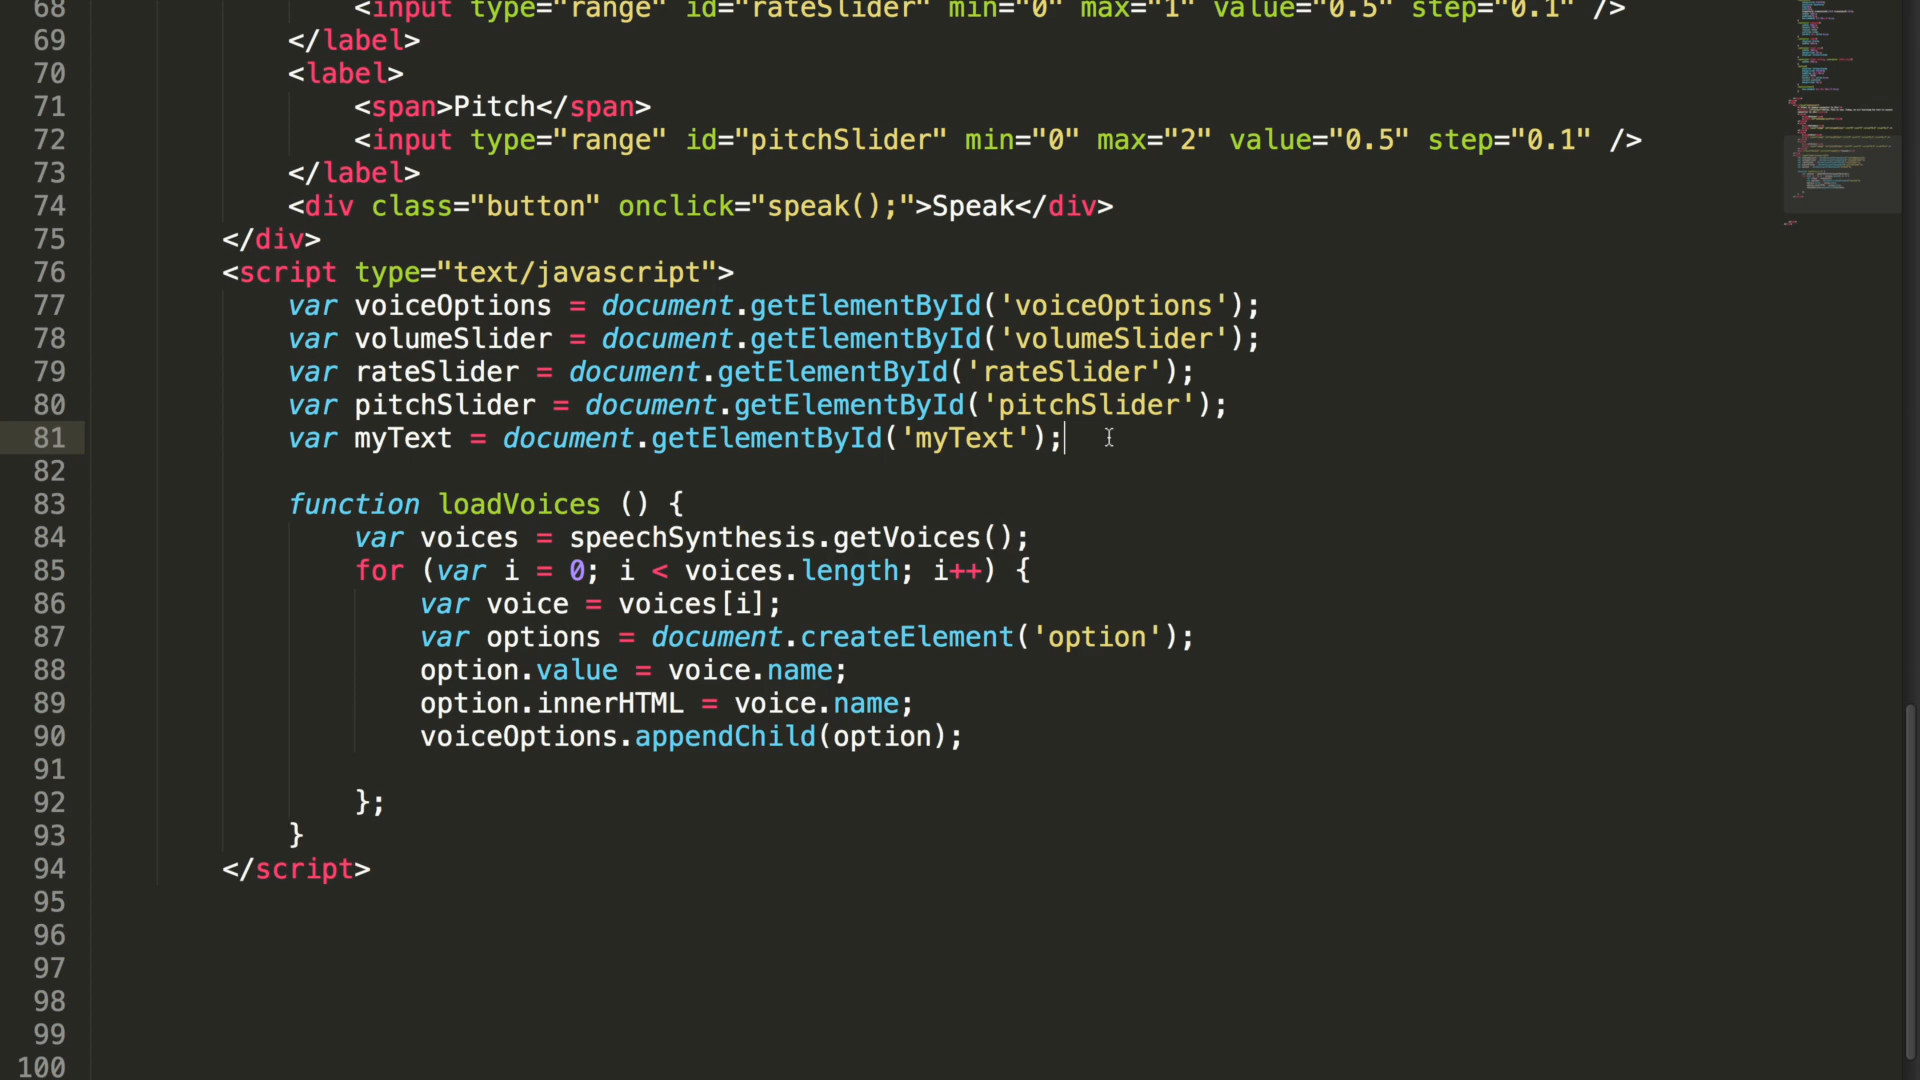 68 <input type="range" id="rateSlider" min="0" max="1" value="0.5" step="0.1" />
69 </label>
70 <label>
71 <span>Pitch</span>
72 <input type="range" id="pitchSlider" min="0" max="2" value="0.5" step="0.1" />
73 </label>
74 <div class="button" onclick="speak();">Speak</div>
75 </div>
76 <script type="text/javascript">
77 var voiceOptions = document.getElementById('voiceOptions');
78 var volumeSlider = document.getElementById('volumeSlider');
79 var rateSlider = document.getElementById('rateSlider');
80 var pitchSlider = document.getElementById('pitchSlider');
81 var myText = document.getElementById('myText');
82
83 function loadVoices () {
84 var voices = speechSynthesis.getVoices();
85 for (var i = 0; i < voices.length; i++) {
86 var voice = voices[i];
87 var options = document.createElement('option');
88 option.value = voice.name;
89 option.innerHTML = voice.name;
90 voiceOptions.appendChild(option);
91
92 };
93 }
94 </script>
95
96
97
98
99
100